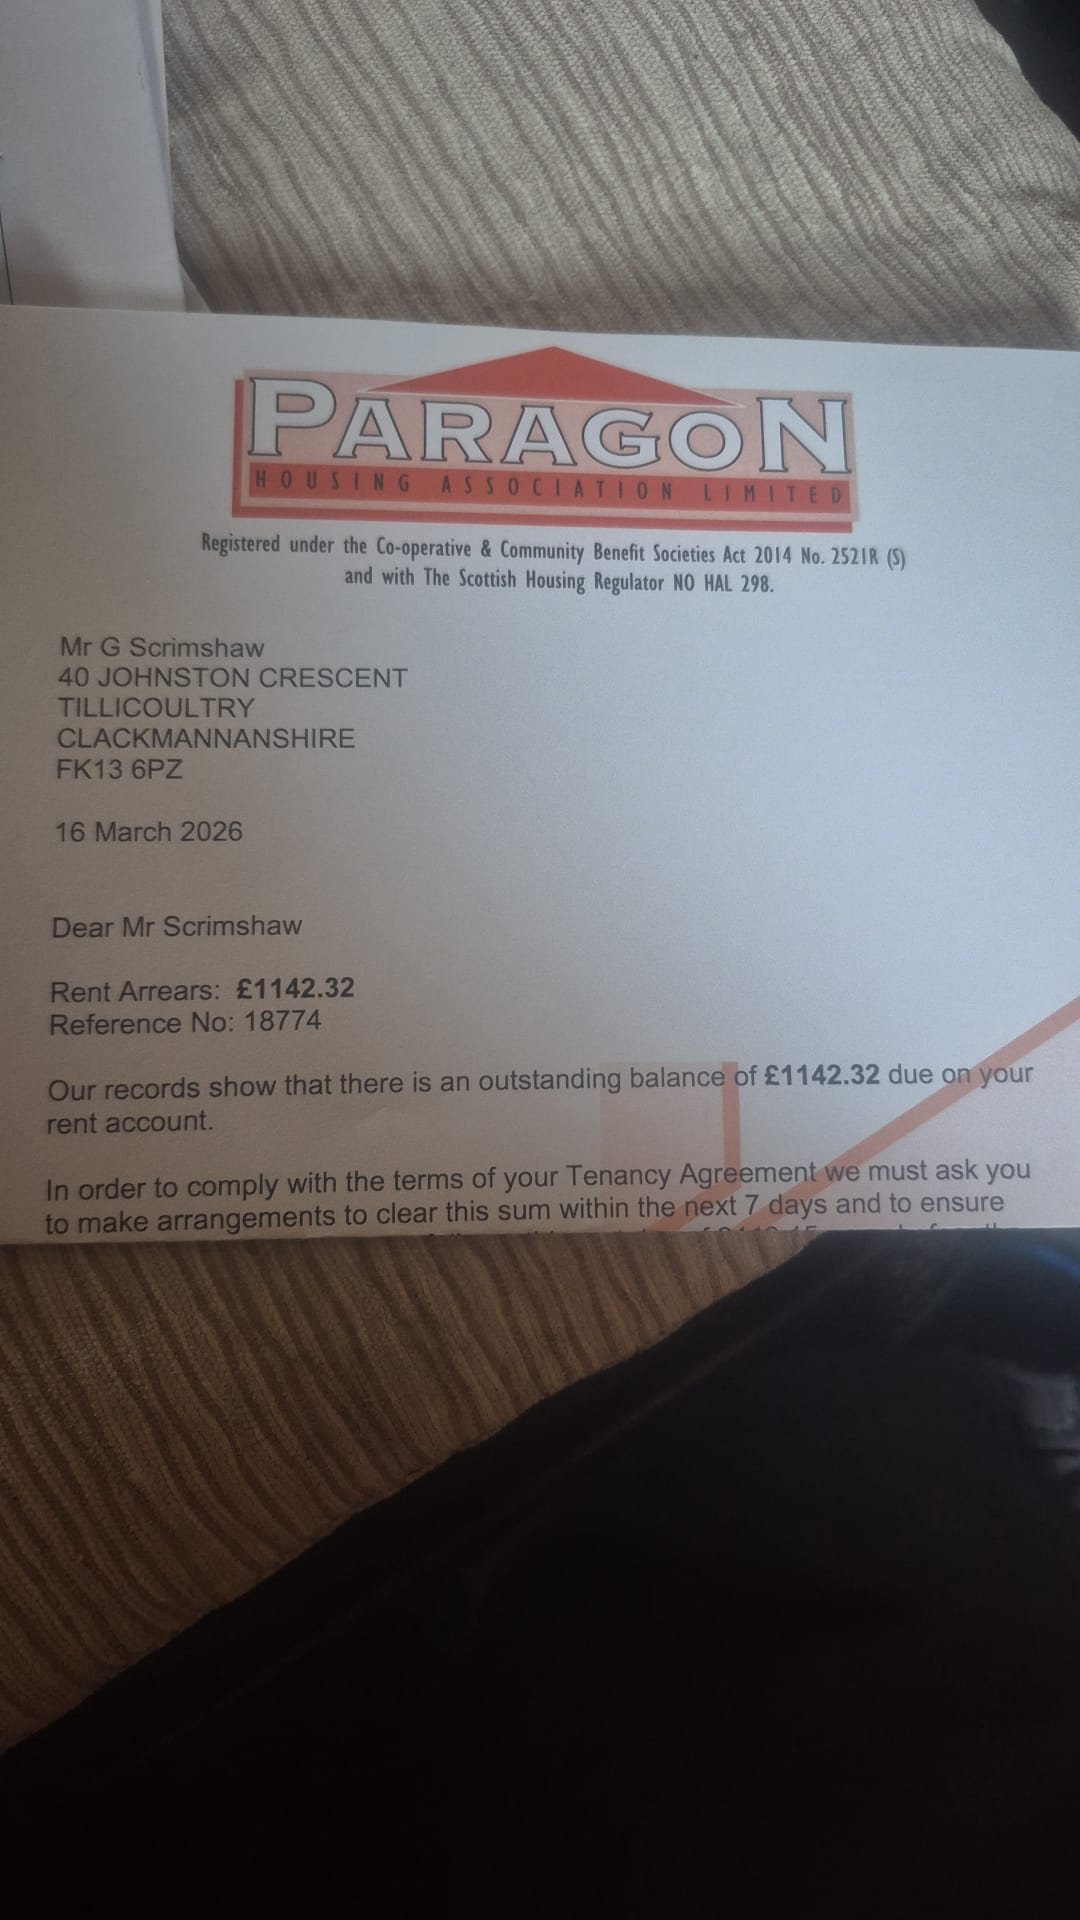 PARAGON
HOUSING ASSOCIATION LIMITED
Registered under the Co-operative & Community Benefit Societies Act 2014 No. 2521R (S)
and with The Scottish Housing Regulator NO HAL 298.
Mr G Scrimshaw
40 JOHNSTON CRESCENT
TILLICOULTRY
CLACKMANNANSHIRE
FK13 6PZ
16 March 2026
Dear Mr Scrimshaw
Rent Arrears: £1142.32
Reference No: 18774
Our records show that there is an outstanding balance of £1142.32 due on your
rent account.
In order to comply with the terms of your Tenancy Agreement we must ask you
to make arrangements to clear this sum within the next 7 days and to ensure